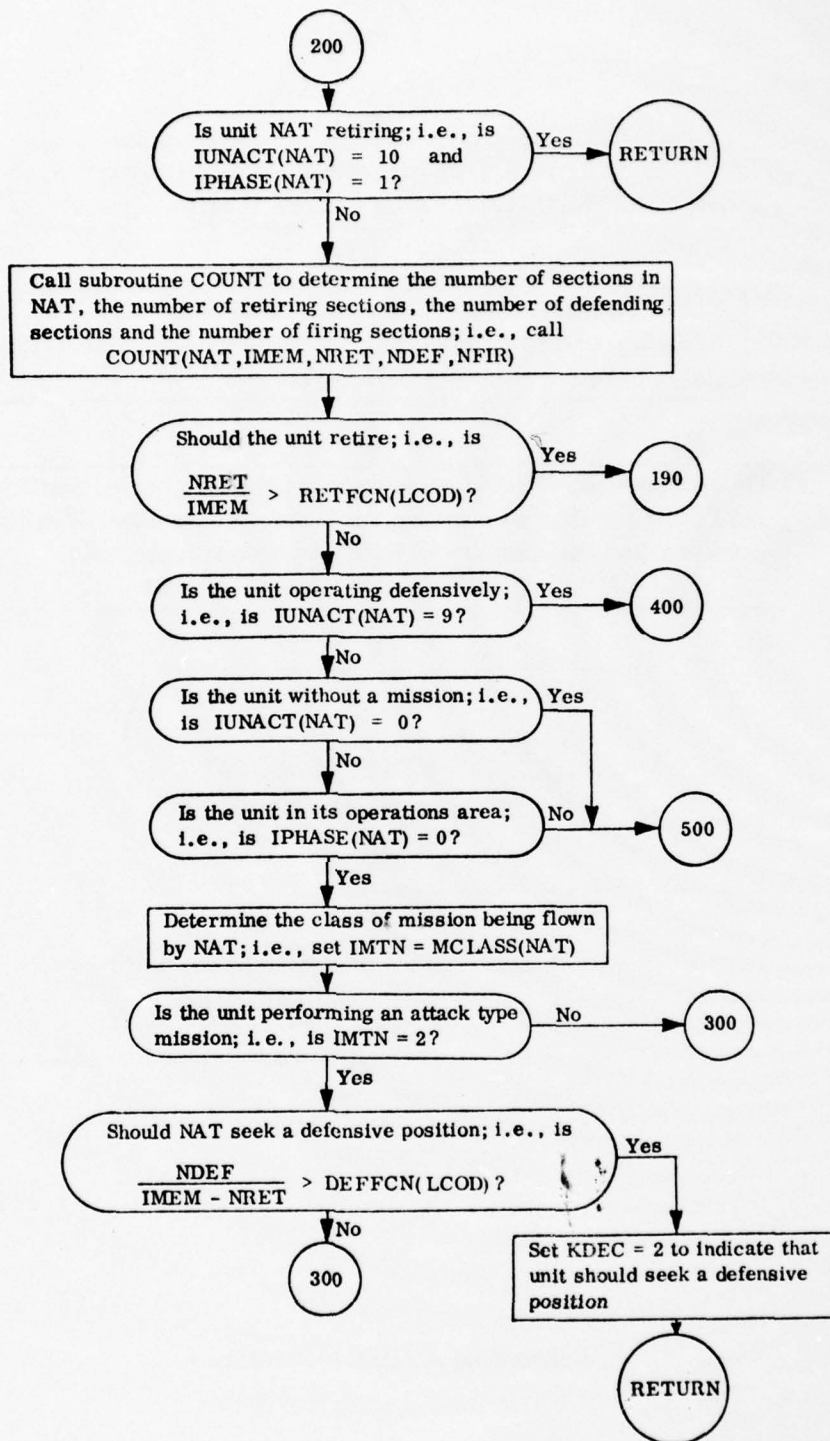 200
Is unit NAT retiring; i.e., is
IUNACT(NAT) = 10 and
IPHASE(NAT) = 1?
Yes
RETURN
No
Call subroutine COUNT to determine the number of sections in
NAT, the number of retiring sections, the number of defending
sections and the number of firing sections; i.e., call
COUNT(NAT,IMEM,NRET,NDEF,NFIR)
Should the unit retire; i.e., is
NRET
IMEM
> RETFCN(LCOD)?
Yes
190
No
Is the unit operating defensively;
i.e., is IUNACT(NAT) = 9?
Yes
400
No
Is the unit without a mission; i.e.,
is IUNACT(NAT) = 0?
Yes
No
Is the unit in its operations area;
i.e., is IPHASE(NAT) = 0?
No
500
Yes
Determine the class of mission being flown
by NAT; i.e., set IMTN = MCLASS(NAT)
Is the unit performing an attack type
mission; i.e., is IMTN = 2?
No
300
Yes
Should NAT seek a defensive position; i.e., is
NDEF
IMEM - NRET
> DEFFCN(LCOD)?
Yes
No
300
Set KDEC = 2 to indicate that
unit should seek a defensive
position
RETURN